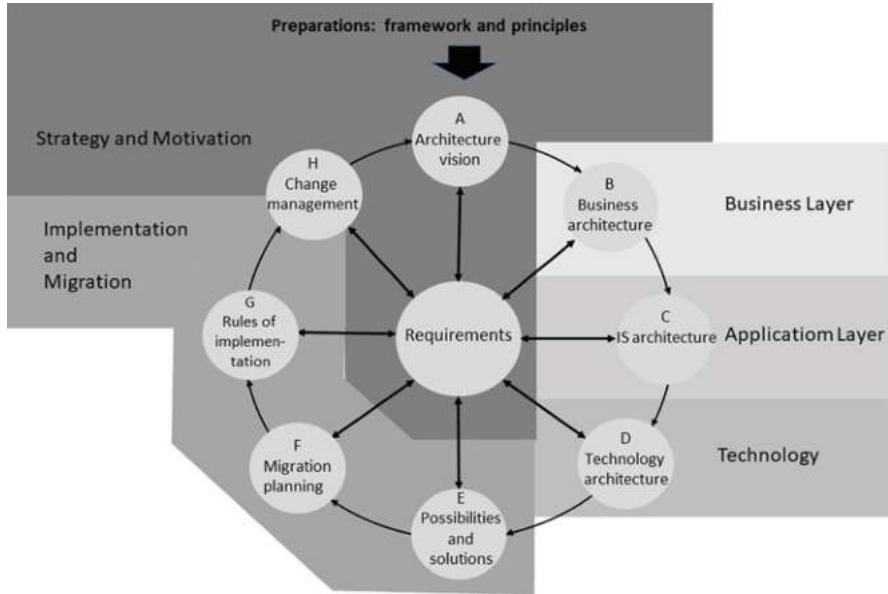 Preparations: framework and principles
A
Architecture
vision
Strategy and Motivation
H
Change
management
B
Business
architecture
Business Layer
Implementation
and
Migration
G
Rules of
implemen-
tation
Requirements
C
IS architecture
Applicatiom Layer
F
Migration
planning
D
Technology
architecture
Technology
E
Possibilities
and
solutions